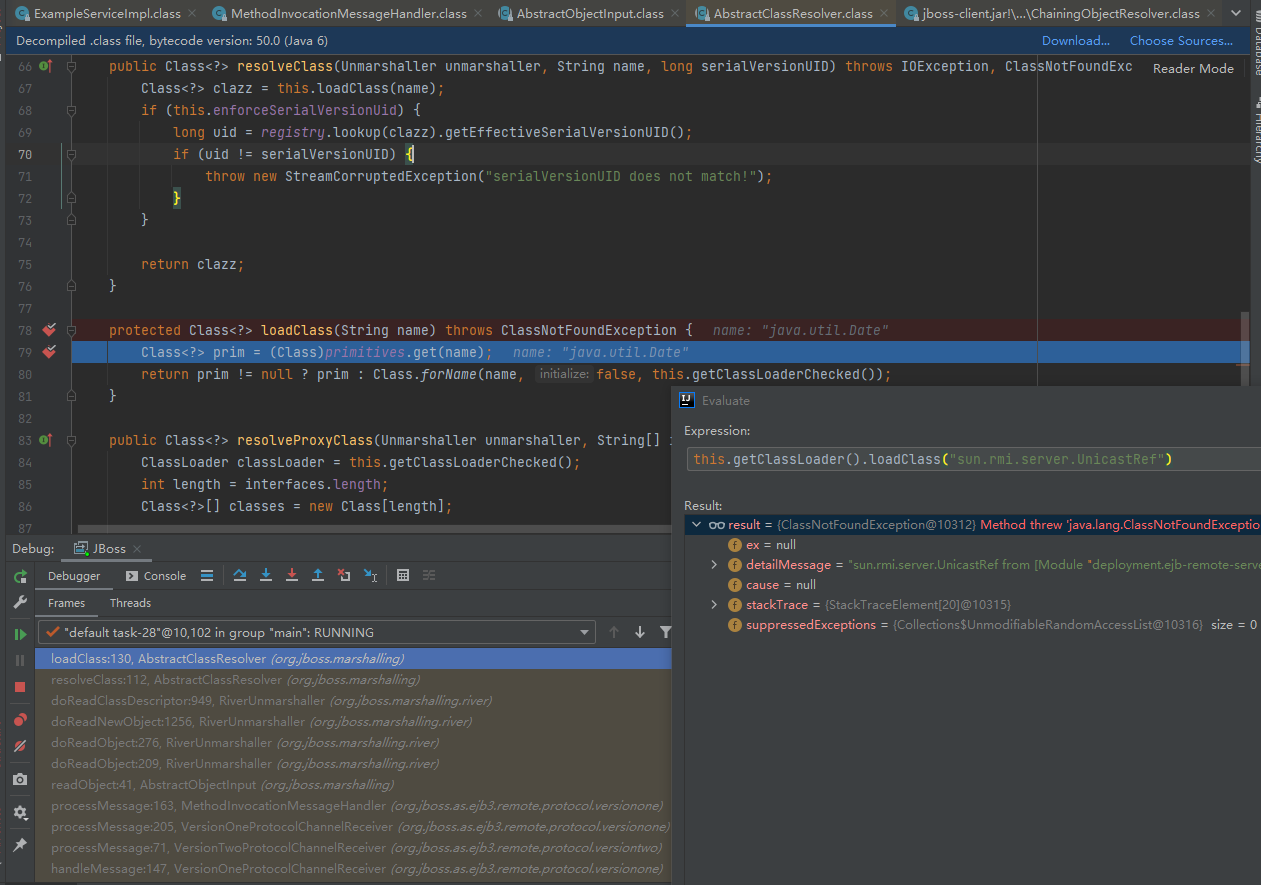 ExampleServiceImpl.class × MethodInvocationMessageHandler.class × AbstractObjectInput.class × AbstractClassResolver.class × jboss-client.jar!\...\ChainingObjectResolver.class ×
Decompiled .class file, bytecode version: 50.0 (Java 6) Download... Choose Sources...
Database
Hierarchy
Reader Mode
66 public Class<?> resolveClass(Unmarshaller unmarshaller, String name, long serialVersionUID) throws IOException, ClassNotFoundExc
67 Class<?> clazz = this.loadClass(name);
68 if (this.enforceSerialVersionUid) {
69 long uid = registry.lookup(clazz).getEffectiveSerialVersionUID();
70 if (uid != serialVersionUID) {
71 throw new StreamCorruptedException("serialVersionUID does not match!");
72 }
73 }
74
75 return clazz;
76 }
77
78 protected Class<?> loadClass(String name) throws ClassNotFoundException { name: "java.util.Date"
79 Class<?> prim = (Class)primitives.get(name); name: "java.util.Date"
80 return prim != null ? prim : Class.forName(name, initialize: false, this.getClassLoaderChecked());
81 }
82
83 public Class<?> resolveProxyClass(Unmarshaller unmarshaller, String[] i
84 ClassLoader classLoader = this.getClassLoaderChecked();
85 int length = interfaces.length;
86 Class<?>[] classes = new Class[length];
87
Evaluate
Expression:
this.getClassLoader().loadClass("sun.rmi.server.UnicastRef")
Result:
result = {ClassNotFoundException@10312} Method threw 'java.lang.ClassNotFoundExceptio
ex = null
detailMessage = "sun.rmi.server.UnicastRef from [Module "deployment.ejb-remote-serve
cause = null
stackTrace = {StackTraceElement[20]@10315}
suppressedExceptions = {Collections$UnmodifiableRandomAccessList@10316} size = 0
Debug: JBoss ×
Debugger Console
Frames Threads
"default task-28"@10,102 in group "main": RUNNING
loadClass:130, AbstractClassResolver (org.jboss.marshalling)
resolveClass:112, AbstractClassResolver (org.jboss.marshalling)
doReadClassDescriptor:949, RiverUnmarshaller (org.jboss.marshalling.river)
doReadNewObject:1256, RiverUnmarshaller (org.jboss.marshalling.river)
doReadObject:276, RiverUnmarshaller (org.jboss.marshalling.river)
doReadObject:209, RiverUnmarshaller (org.jboss.marshalling.river)
readObject:41, AbstractObjectInput (org.jboss.marshalling)
processMessage:163, MethodInvocationMessageHandler (org.jboss.as.ejb3.remote.protocol.versionone)
processMessage:205, VersionOneProtocolChannelReceiver (org.jboss.as.ejb3.remote.protocol.versionone)
processMessage:71, VersionTwoProtocolChannelReceiver (org.jboss.as.ejb3.remote.protocol.versiontwo)
handleMessage:147, VersionOneProtocolChannelReceiver (org.jboss.as.ejb3.remote.protocol.versionone)